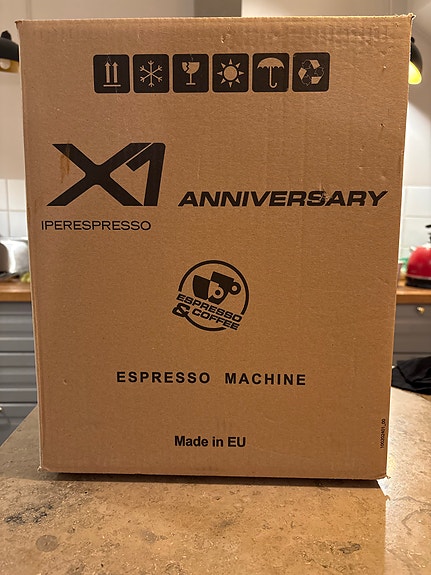 X1 ANNIVERSARY
IPERESPRESSO
ESPRESSO
& COFFEE
ESPRESSO MACHINE
Made in EU